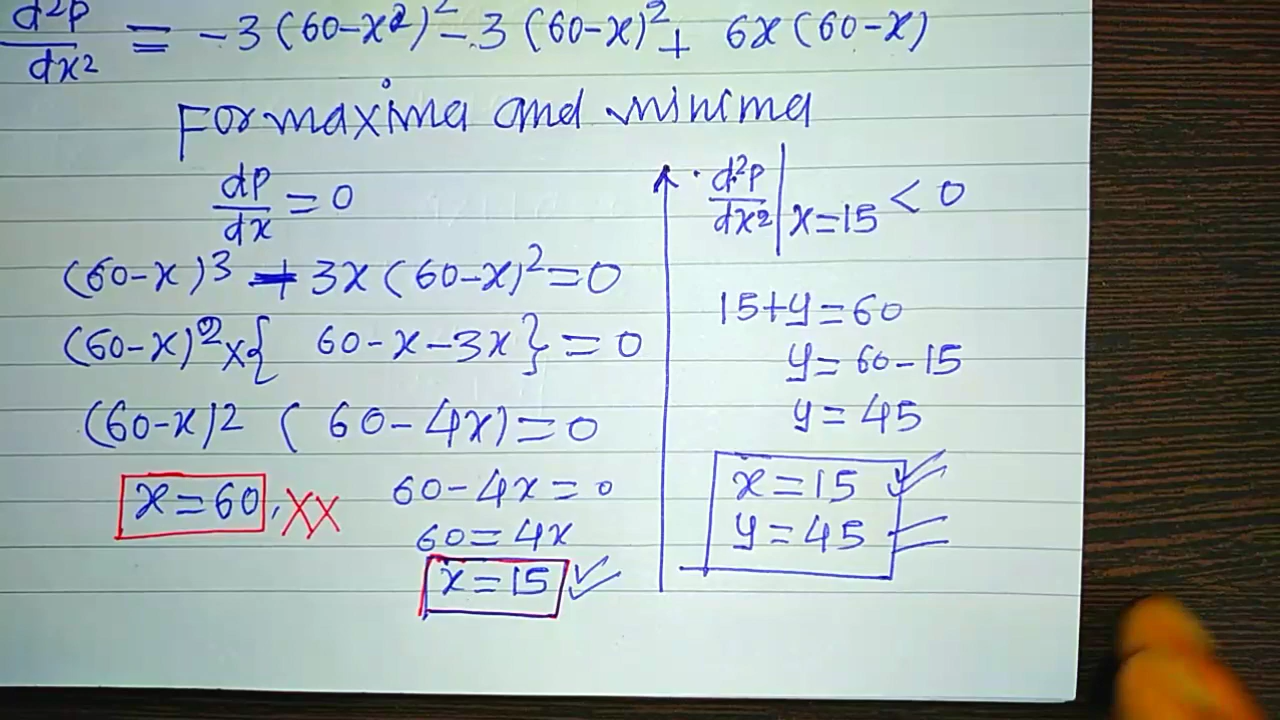 d²P/dx² = -3(60-x²)² - 3(60-x)² + 6x(60-x)
For maxima and minima
dP/dx = 0
(60-x)3 - 3x(60-x)² = 0
(60-x)²x{ 60-x-3x} = 0
(60-x)2 ( 60-4x) = 0
x = 60, XX
60-4x = 0
60 = 4x
x = 15
d²P/dx² | x=15 < 0
15+y = 60
y = 60-15
y = 45
x = 15
y = 45